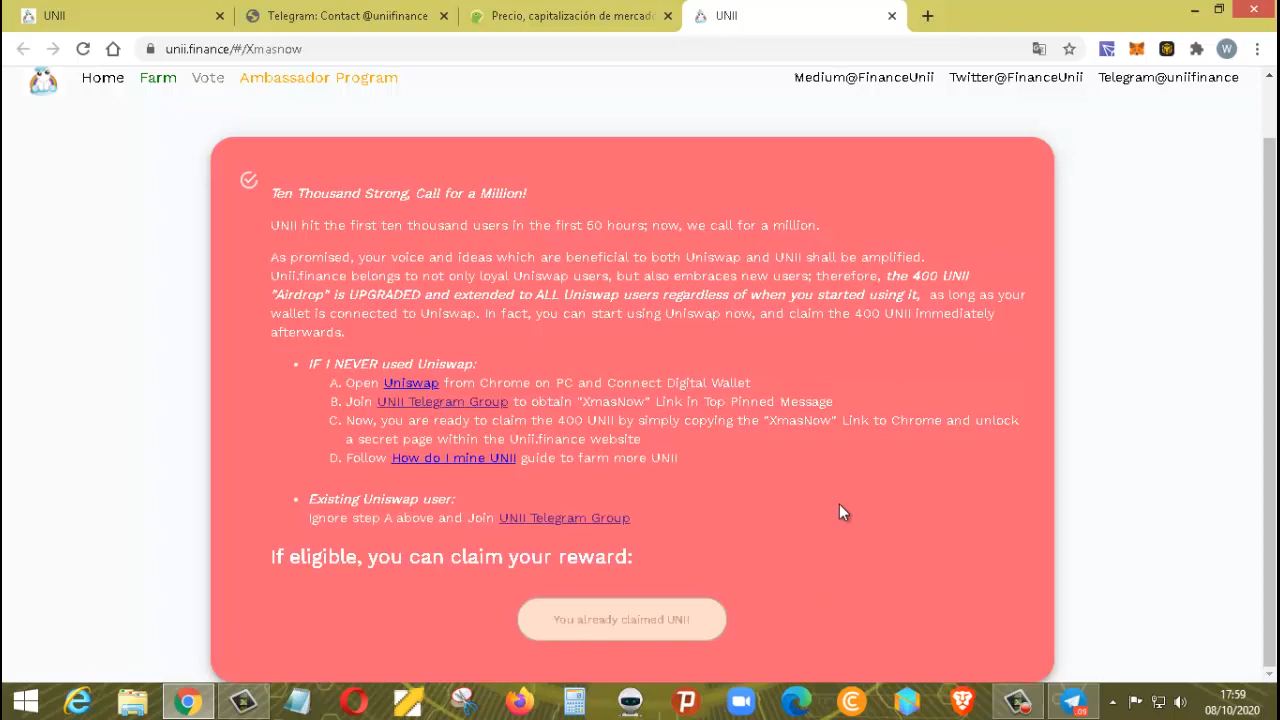 UNII
Telegram: Contact @uniifinance
Precio, capitalización de mercado
UNII
unii.finance/#/Xmasnow
W
Home Farm Vote Ambassador Program
Medium@FinanceUnii Twitter@FinanceUnii Telegram@uniifinance
Ten Thousand Strong, Call for a Million!
UNII hit the first ten thousand users in the first 50 hours; now, we call for a million.
As promised, your voice and ideas which are beneficial to both Uniswap and UNII shall be amplified.
Unii.finance belongs to not only loyal Uniswap users, but also embraces new users; therefore, the 400 UNII
"Airdrop" is UPGRADED and extended to ALL Uniswap users regardless of when you started using it, as long as your
wallet is connected to Uniswap. In fact, you can start using Uniswap now, and claim the 400 UNII immediately
afterwards.
• IF I NEVER used Uniswap:
A. Open Uniswap from Chrome on PC and Connect Digital Wallet
B. Join UNII Telegram Group to obtain "XmasNow" Link in Top Pinned Message
C. Now, you are ready to claim the 400 UNII by simply copying the "XmasNow" Link to Chrome and unlock
a secret page within the Unii.finance website
D. Follow How do I mine UNII guide to farm more UNII
• Existing Uniswap user:
Ignore step A above and Join UNII Telegram Group
If eligible, you can claim your reward:
You already claimed UNII
17:59
08/10/2020